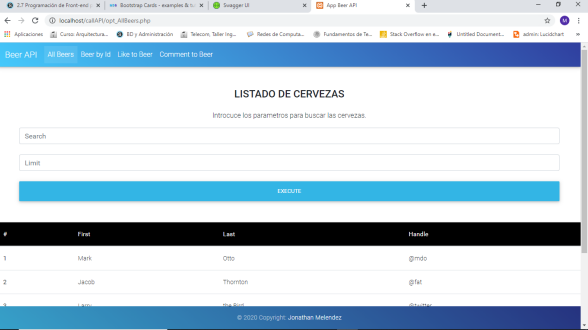 2.7 Programación de Front-end
Bootstrap Cards - examples & tu
Swagger UI
App Beer API
localhost/callAPI/opt_AllBeers.php
M
Aplicaciones
Curso: Arquitectura...
BD y Administración
Telecom. Taller Ing...
Redes de Computa...
Fundamentos de Te...
Stack Overflow en e...
Untitled Document...
admin: Lucidchart
»
Beer API
All Beers
Beer by Id
Like to Beer
Comment to Beer
LISTADO DE CERVEZAS
Introduce los parametros para buscar las cervezas.
Search
Limit
EXECUTE
# First Last Handle
1 Mark Otto @mdo
2 Jacob Thornton @fat
3 Larry the Bird @twitter
© 2020 Copyright: Jonathan Melendez